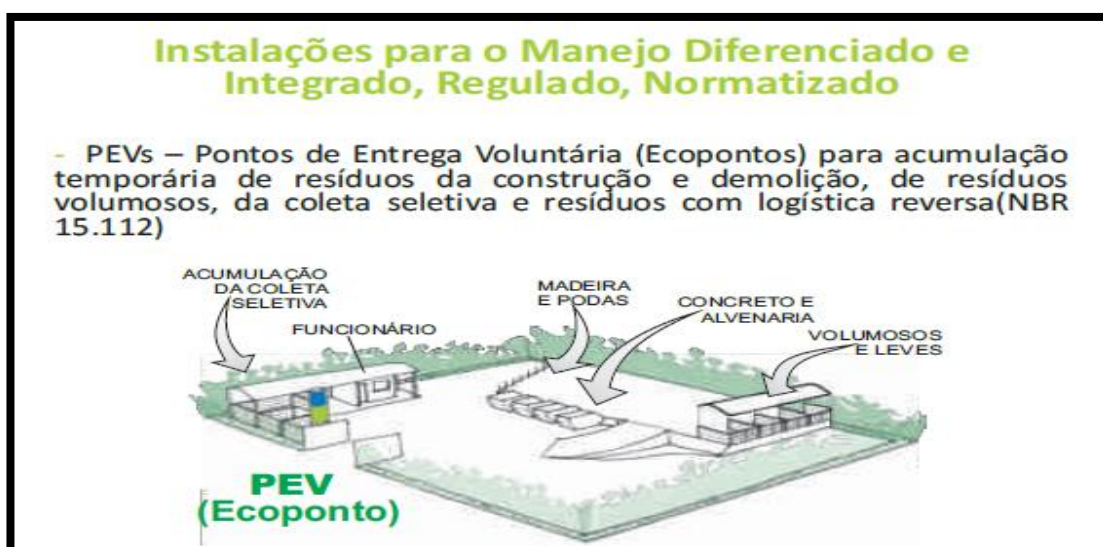 Instalações para o Manejo Diferenciado e
Integrado, Regulado, Normatizado
- PEVs – Pontos de Entrega Voluntária (Ecopontos) para acumulação
temporária de resíduos da construção e demolição, de resíduos
volumosos, da coleta seletiva e resíduos com logística reversa(NBR
15.112)
ACUMULAÇÃO
DA COLETA
SELETIVA
FUNCIONÁRIO
MADEIRA
E PODAS
CONCRETO E
ALVENARIA
VOLUMOSOS
E LEVES
PEV
(Ecoponto)